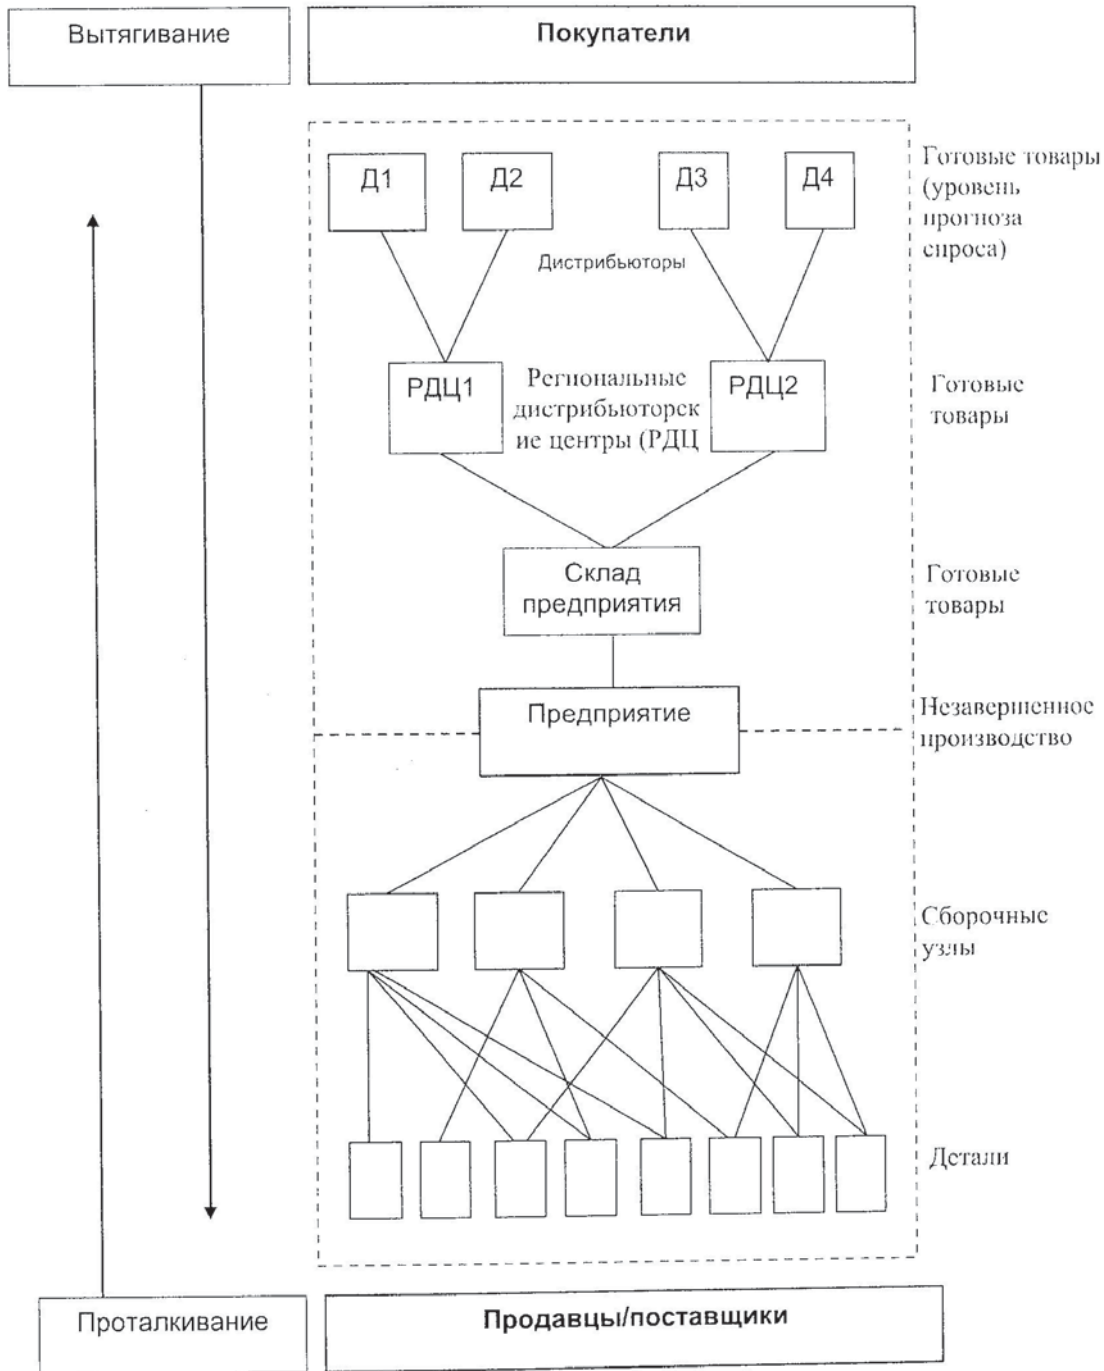 Вытягивание
Покупатели
Д1
Д2
Д3
Д4
Готовые товары
(уровень
прогноза
спроса)
Дистрибьюторы
РДЦ1
Региональные
дистрибьюторск
ие центры (РДЦ
РДЦ2
Готовые
товары
Склад
предприятия
Готовые
товары
Предприятие
Незавершенное
производство
Сборочные
узлы
Детали
Проталкивание
Продавцы/поставщики